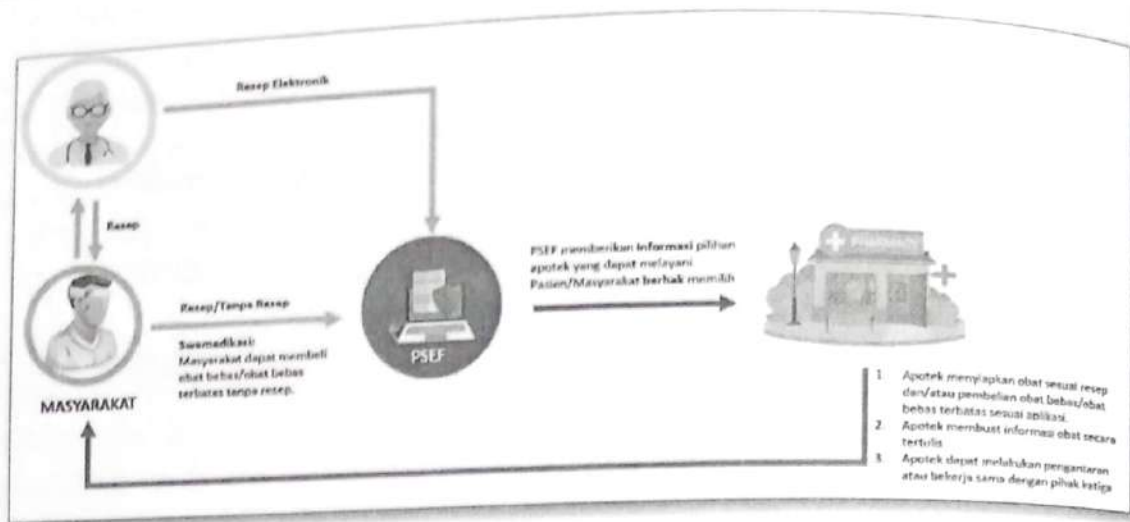 Resep Elektronik
Resep
PSEF memberikan Informasi pilihan
apotek yang dapat melayani
Pasien/Masyarakat berhak memilih
PHARMACY
Resep/Tanpa Resep
Swamedikasi:
Masyarakat dapat membeli
obat bebas/obat bebas
terbatas tanpa resep.
PSEF
MASYARAKAT
1. Apotek menyiapkan obat sesuai resep
dan/atau pembelian obat bebas/obat
bebas terbatas sesuai aplikasi.
2. Apotek membuat informasi obat secara
tertulis
3. Apotek dapat melakukan pengantaran
atau bekerja sama dengan pihak ketiga